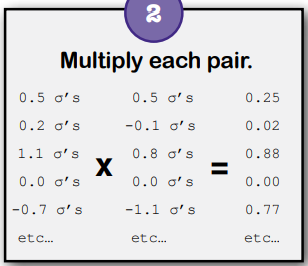 2
Multiply each pair.
0.5 σ's 0.5 σ's 0.25
0.2 σ's -0.1 σ's 0.02
1.1 σ's 0.8 σ's 0.88
x =
0.0 σ's 0.0 σ's 0.00
-0.7 σ's -1.1 σ's 0.77
etc… etc… etc…